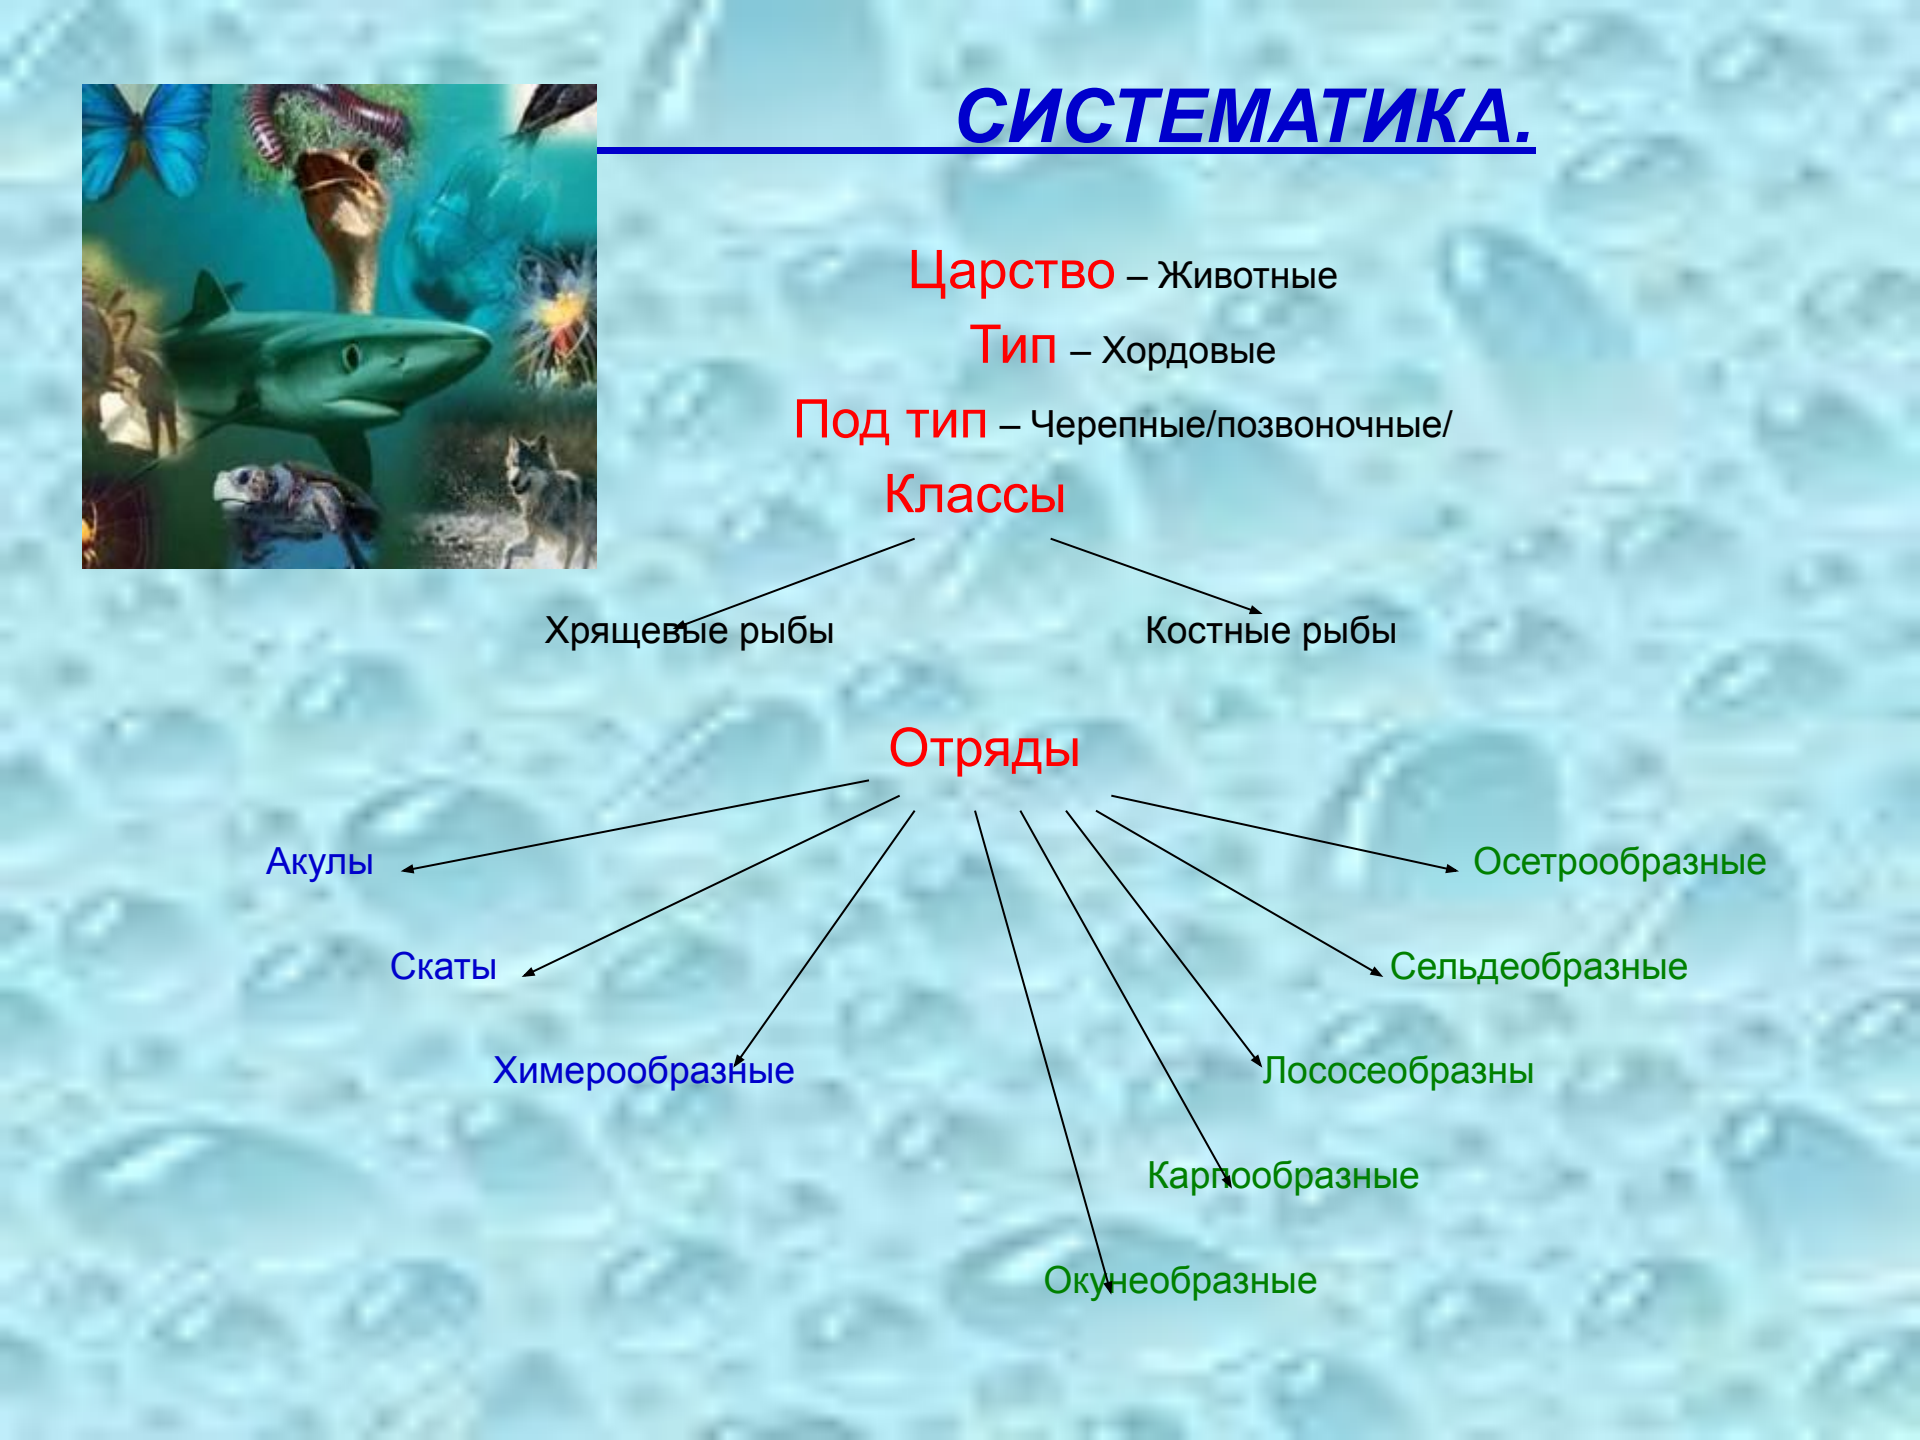 СИСТЕМАТИКА.
Царство – Животные
Тип – Хордовые
Под тип – Черепные/позвоночные/
Классы
Хрящевые рыбы Костные рыбы
Отряды
Акулы Осетрообразные
Скаты Сельдеобразные
Химерообразные Лососеобразны
Карпообразные
Окунеобразные